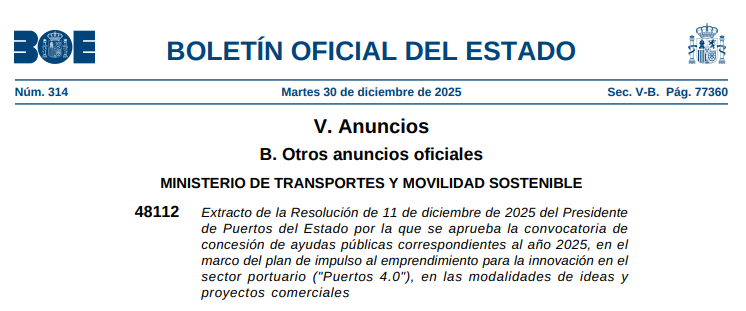 BOE
BOLETÍN OFICIAL DEL ESTADO
Núm. 314 Martes 30 de diciembre de 2025 Sec. V-B. Pág. 77360
V. Anuncios
B. Otros anuncios oficiales
MINISTERIO DE TRANSPORTES Y MOVILIDAD SOSTENIBLE
48112 Extracto de la Resolución de 11 de diciembre de 2025 del Presidente
de Puertos del Estado por la que se aprueba la convocatoria de
concesión de ayudas públicas correspondientes al año 2025, en el
marco del plan de impulso al emprendimiento para la innovación en el
sector portuario ("Puertos 4.0"), en las modalidades de ideas y
proyectos comerciales